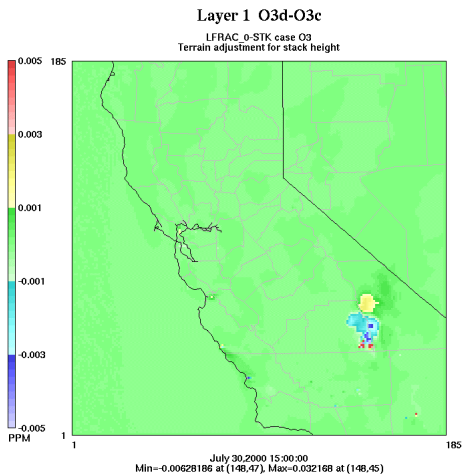 Layer 1 O3d-O3c
LFRAC_0-STK case O3
Terrain adjustment for stack height
0.005
0.003
0.001
-0.001
-0.003
-0.005
PPM
185
1
1
185
July 30,2000 15:00:00
Min=-0.00628186 at (148,47), Max=0.032168 at (148,45)